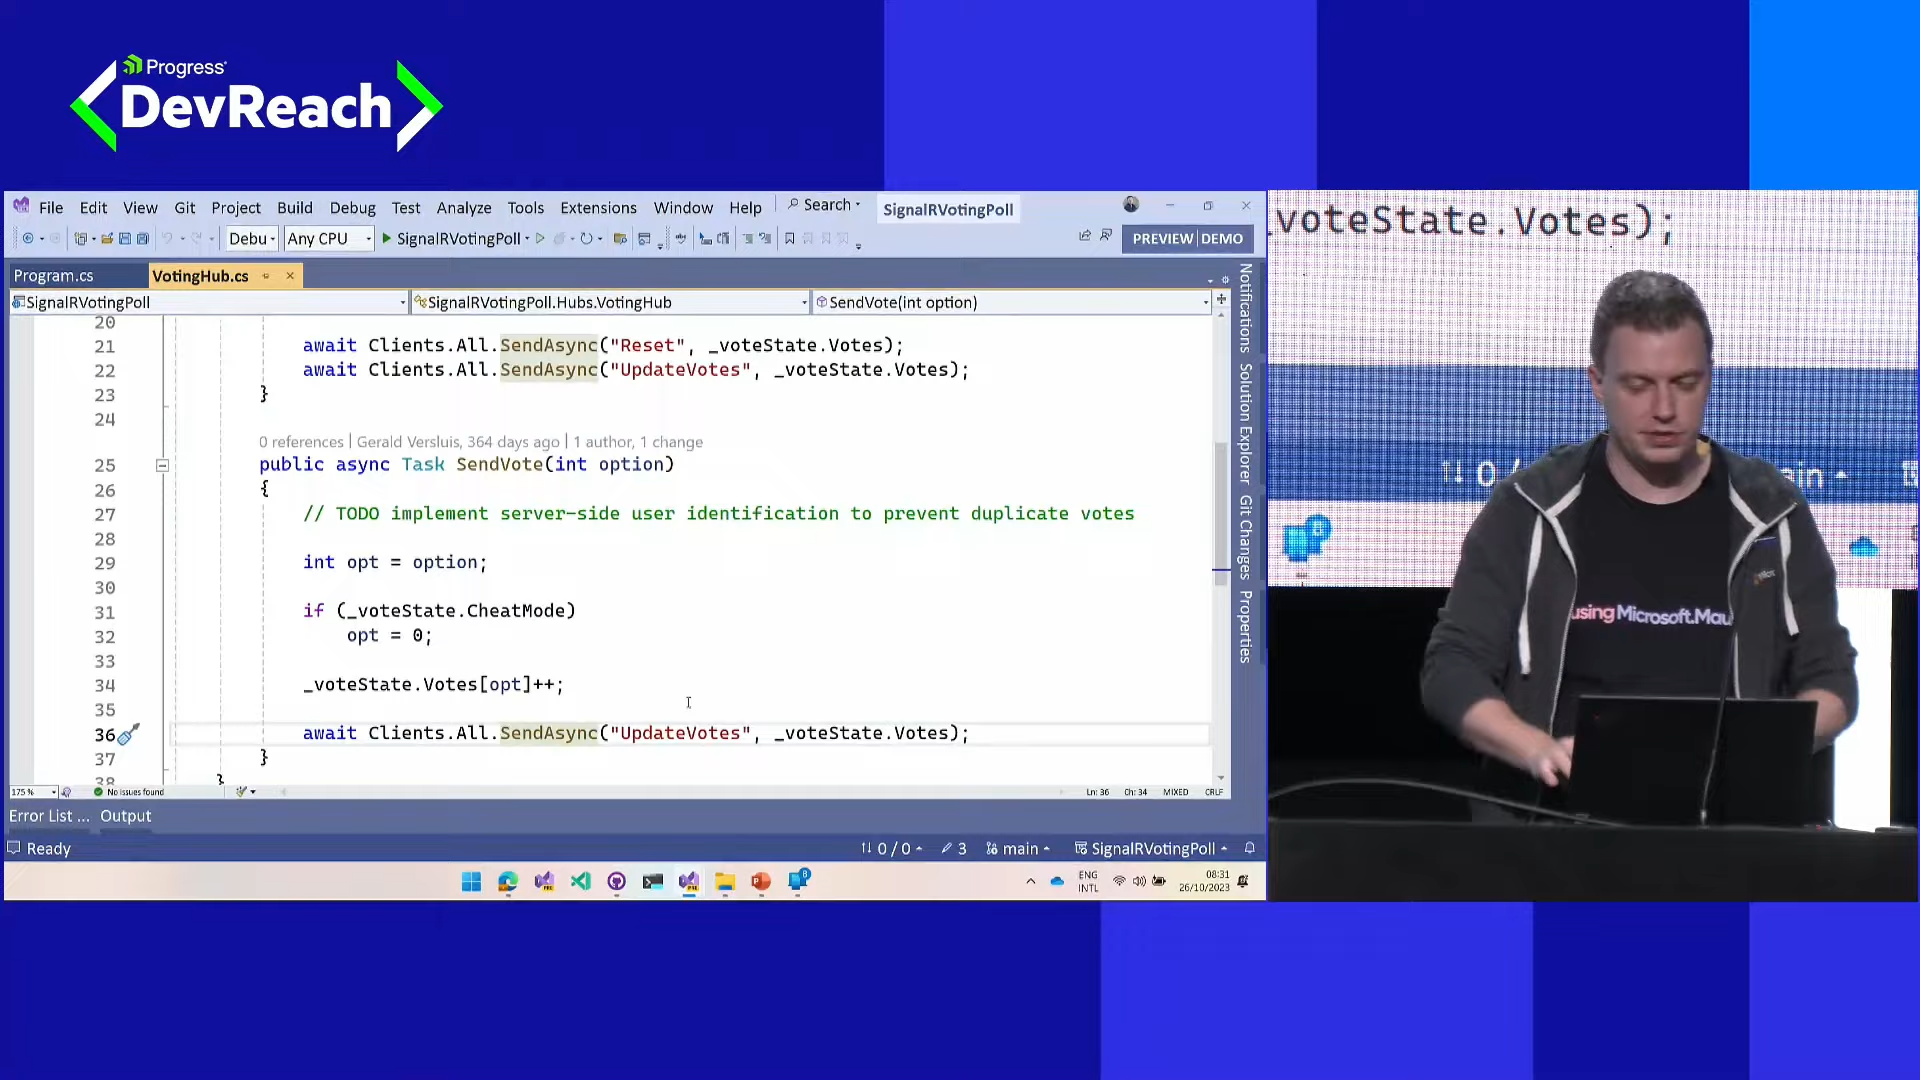 Progress
DevReach
File Edit View Git Project Build Debug Test Analyze Tools Extensions Window Help Search SignalRVotingPoll
Debu Any CPU SignalRVotingPoll PREVIEW DEMO
Program.cs VotingHub.cs
SignalRVotingPoll SignalRVotingPoll.Hubs.VotingHub SendVote(int option)
20
21 await Clients.All.SendAsync("Reset", _voteState.Votes);
22 await Clients.All.SendAsync("UpdateVotes", _voteState.Votes);
23 }
24
0 references | Gerald Versluis, 364 days ago | 1 author, 1 change
25 public async Task SendVote(int option)
26 {
27 // TODO implement server-side user identification to prevent duplicate votes
28
29 int opt = option;
30
31 if (_voteState.CheatMode)
32 opt = 0;
33
34 _voteState.Votes[opt]++;
35
36 await Clients.All.SendAsync("UpdateVotes", _voteState.Votes);
37 }
38 }
175 % No issues found Ln: 36 Ch: 34 MIXED CRLF
Error List ... Output
Ready 0 / 0 3 main SignalRVotingPoll
8 ENG INTL 08:31 26/10/2023
Notifications
Solution Explorer
Git Changes
Properties
voteState.Votes);
0 /
ain
8
using Microsoft.Mau